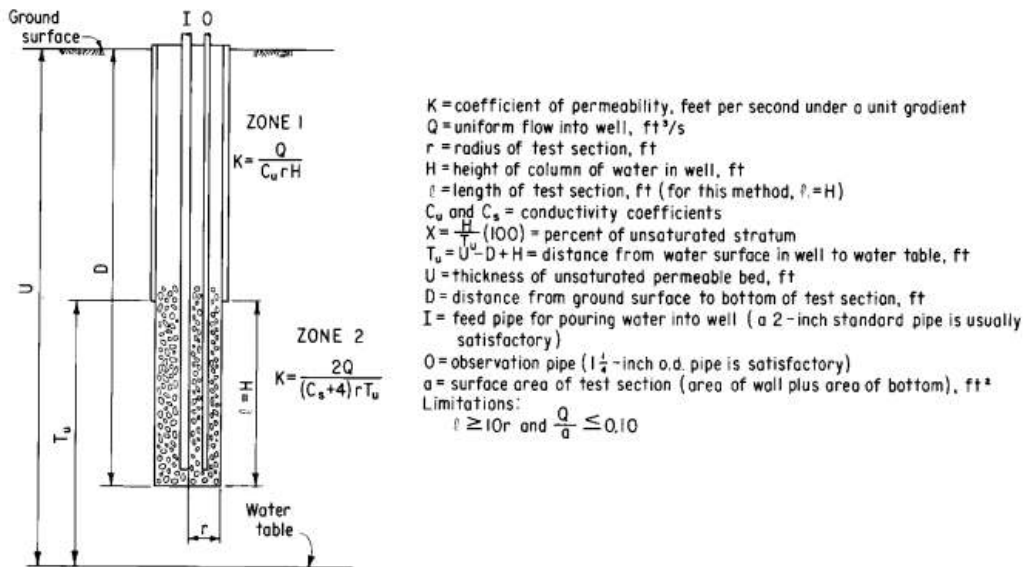 Ground
surface
I O
ZONE 1
K = Q / C_u rH
U
D
T_u
ℓ = H
ZONE 2
K = 2Q / (C_s+4) rT_u
r
Water
table
K = coefficient of permeability, feet per second under a unit gradient
Q = uniform flow into well, ft³/s
r = radius of test section, ft
H = height of column of water in well, ft
ℓ = length of test section, ft (for this method, ℓ = H)
C_u and C_s = conductivity coefficients
X = H/T_u (100) = percent of unsaturated stratum
T_u = U - D + H = distance from water surface in well to water table, ft
U = thickness of unsaturated permeable bed, ft
D = distance from ground surface to bottom of test section, ft
I = feed pipe for pouring water into well (a 2-inch standard pipe is usually
satisfactory)
O = observation pipe (1 1/4-inch o.d. pipe is satisfactory)
a = surface area of test section (area of wall plus area of bottom), ft²
Limitations:
ℓ ≥ 10r and Q/a ≤ 0.10